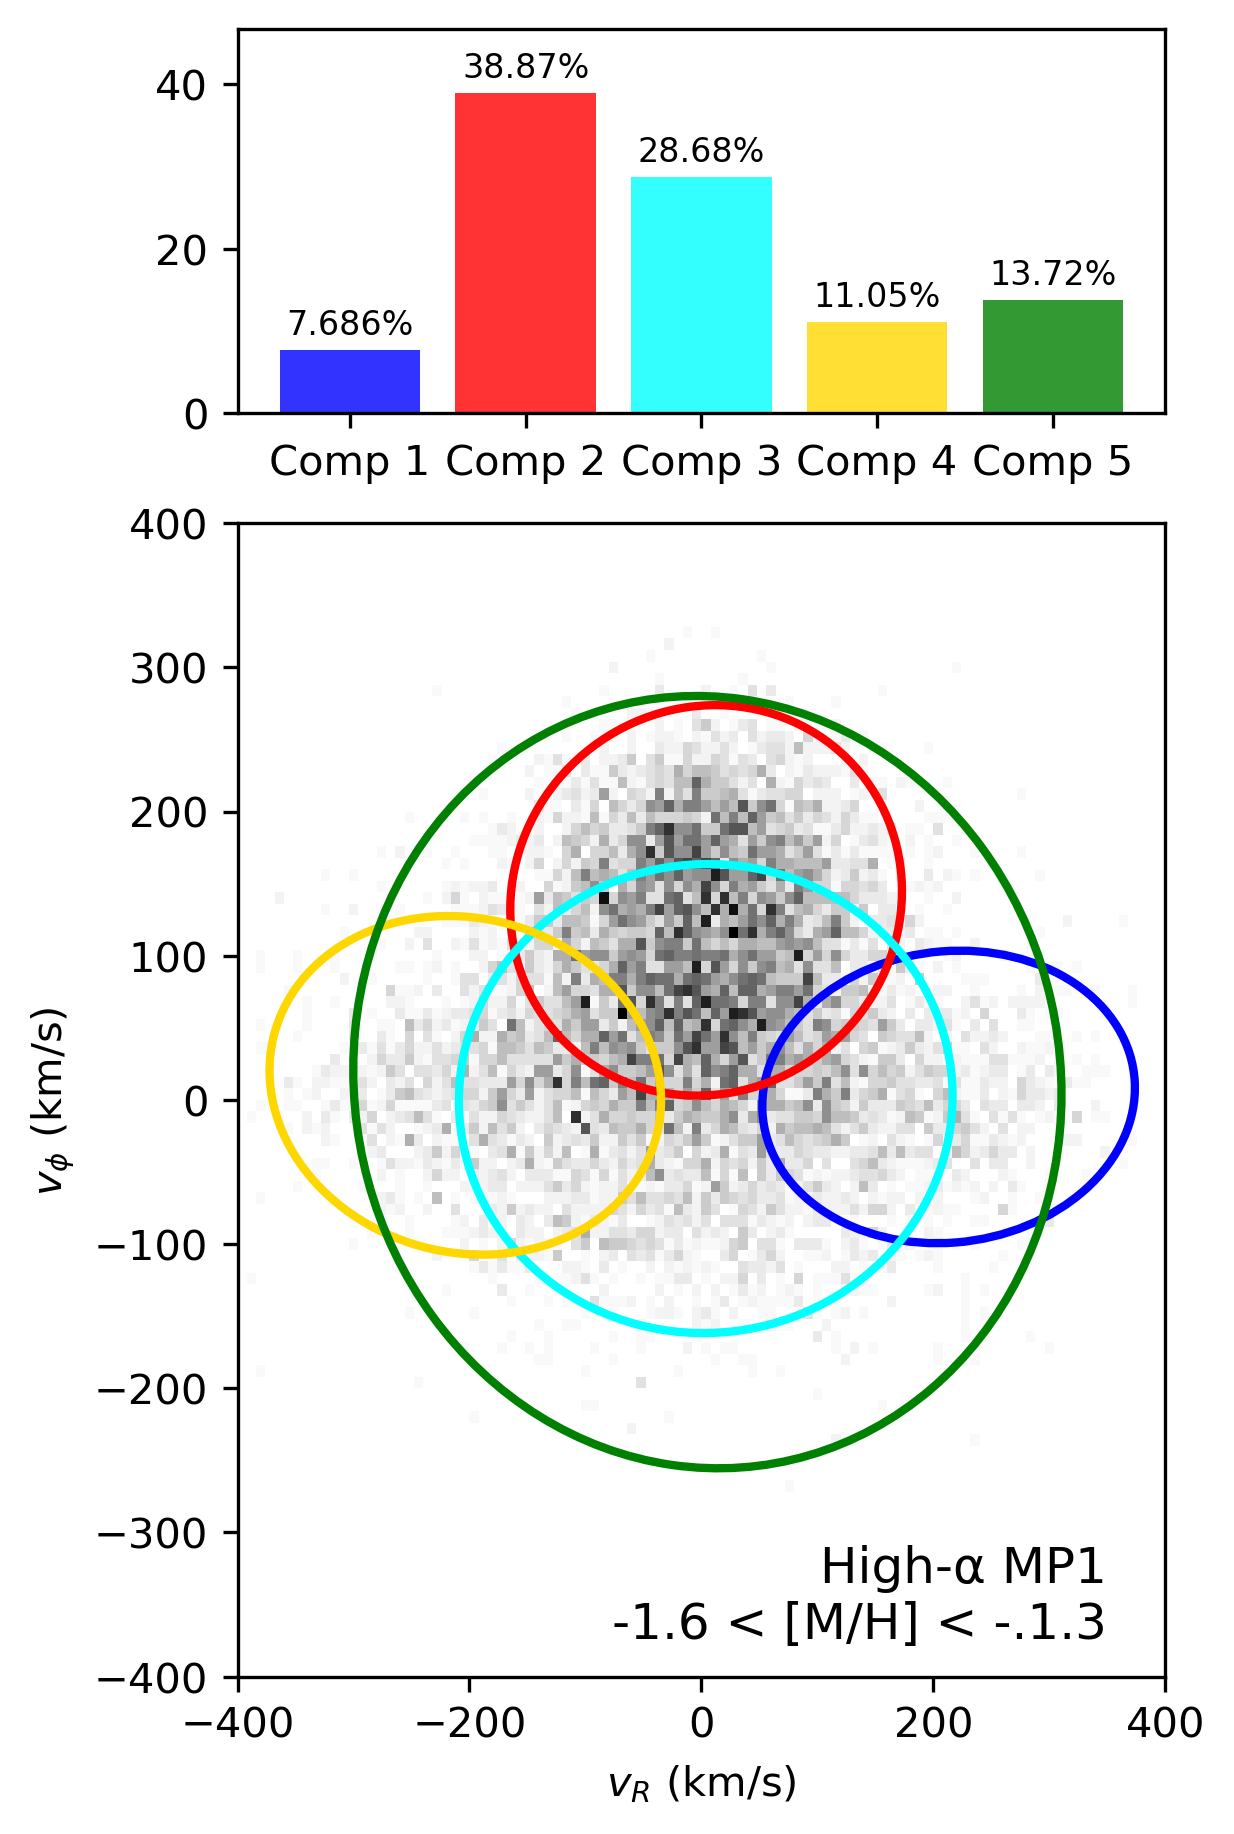 40
20
0
7.686%
38.87%
28.68%
11.05%
13.72%
Comp 1 Comp 2 Comp 3 Comp 4 Comp 5
400
300
200
100
0
−100
−200
−300
−400
v_ϕ (km/s)
High-α MP1
-1.6 < [M/H] < -.1.3
−400 −200 0 200 400
v_R (km/s)